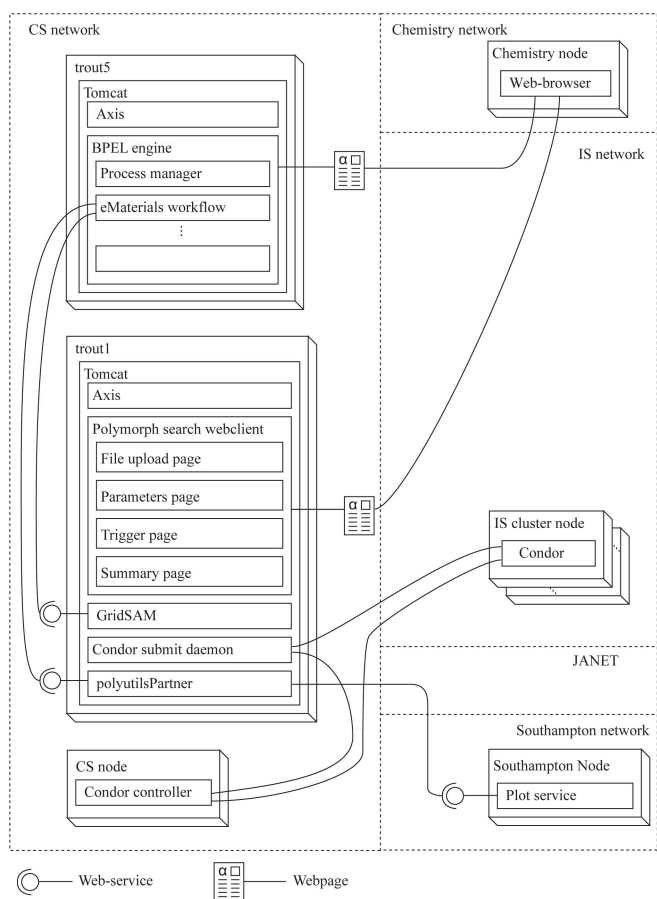 CS network
Chemistry network
trout5
Chemistry node
Web-browser
Tomcat
Axis
BPEL engine
Process manager
α
IS network
eMaterials workflow
⋮
trout1
Tomcat
Axis
Polymorph search webclient
File upload page
Parameters page
α
Trigger page
Summary page
IS cluster node
Condor
GridSAM
Condor submit daemon
polyutilsPartner
JANET
Southampton network
CS node
Condor controller
Southampton Node
Plot service
Web-service
α
Webpage